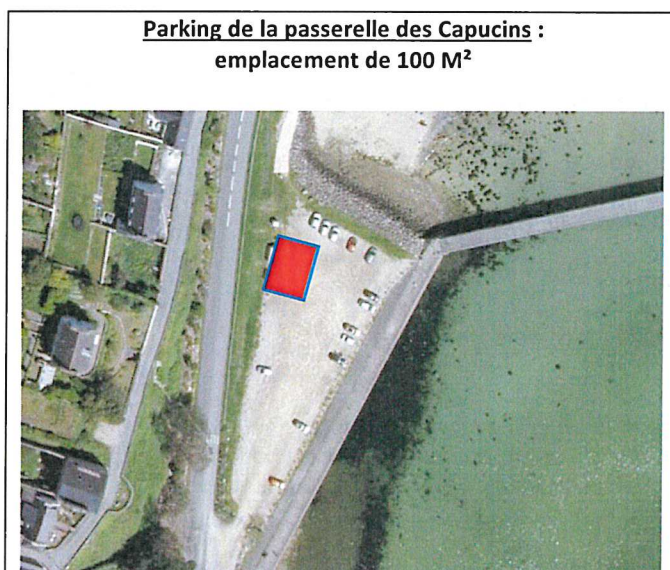 Parking de la passerelle des Capucins :
emplacement de 100 M²